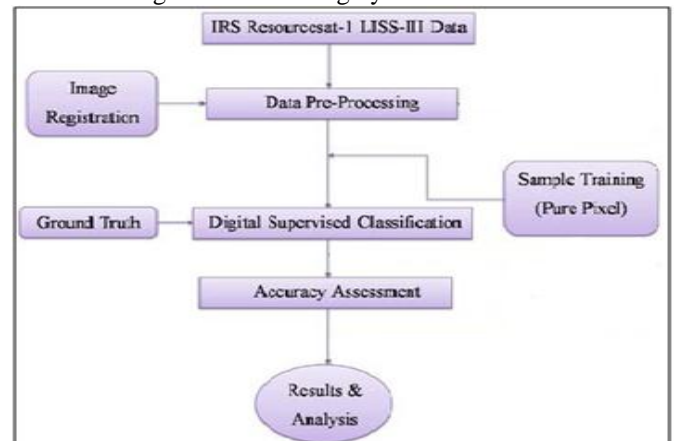 IRS Resourcesat-1 LISS-III Data
Image
Registration
Data Pre-Processing
Sample Training
(Pure Pixel)
Ground Truth
Digital Supervised Classification
Accuracy Assessment
Results &
Analysis